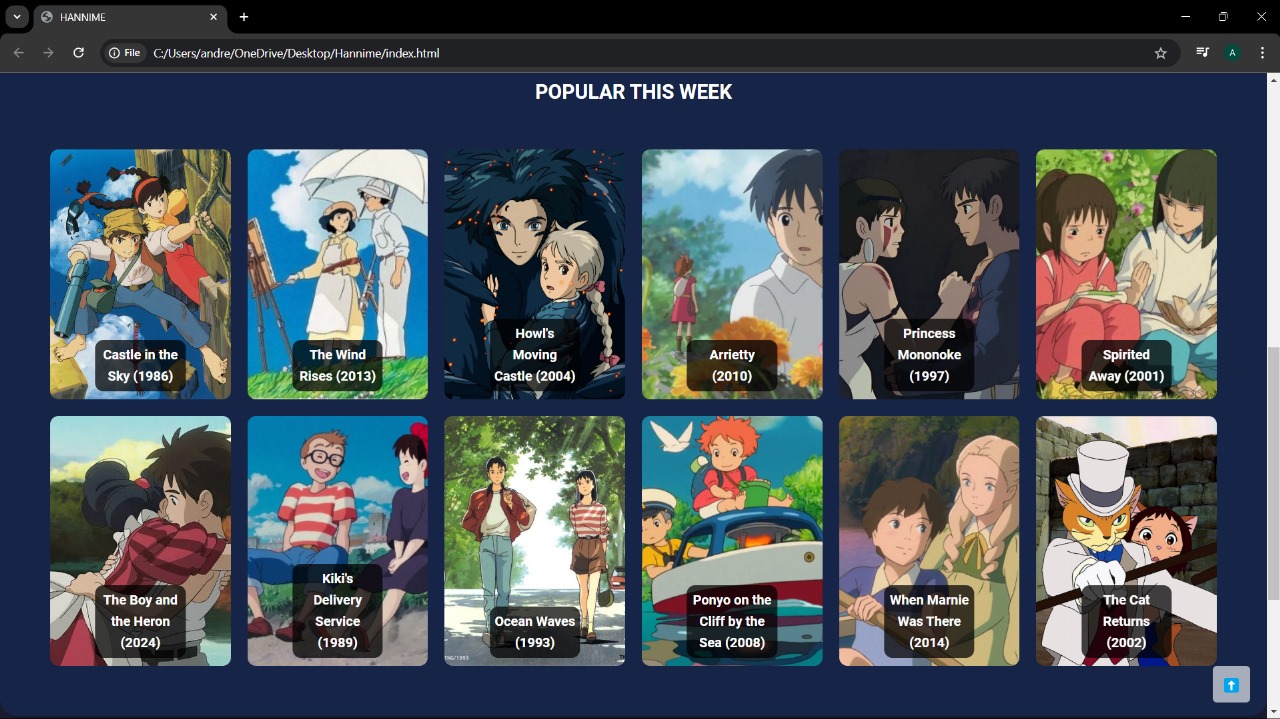 HANNIME
File
C:/Users/andre/OneDrive/Desktop/Hannime/index.html
A
POPULAR THIS WEEK
Castle in the
Sky (1986)
The Wind
Rises (2013)
Howl's
Moving
Castle (2004)
Arrietty
(2010)
Princess
Mononoke
(1997)
Spirited
Away (2001)
The Boy and
the Heron
(2024)
Kiki's
Delivery
Service
(1989)
Ocean Waves
(1993)
TNG/1993
Ponyo on the
Cliff by the
Sea (2008)
When Marnie
Was There
(2014)
The Cat
Returns
(2002)